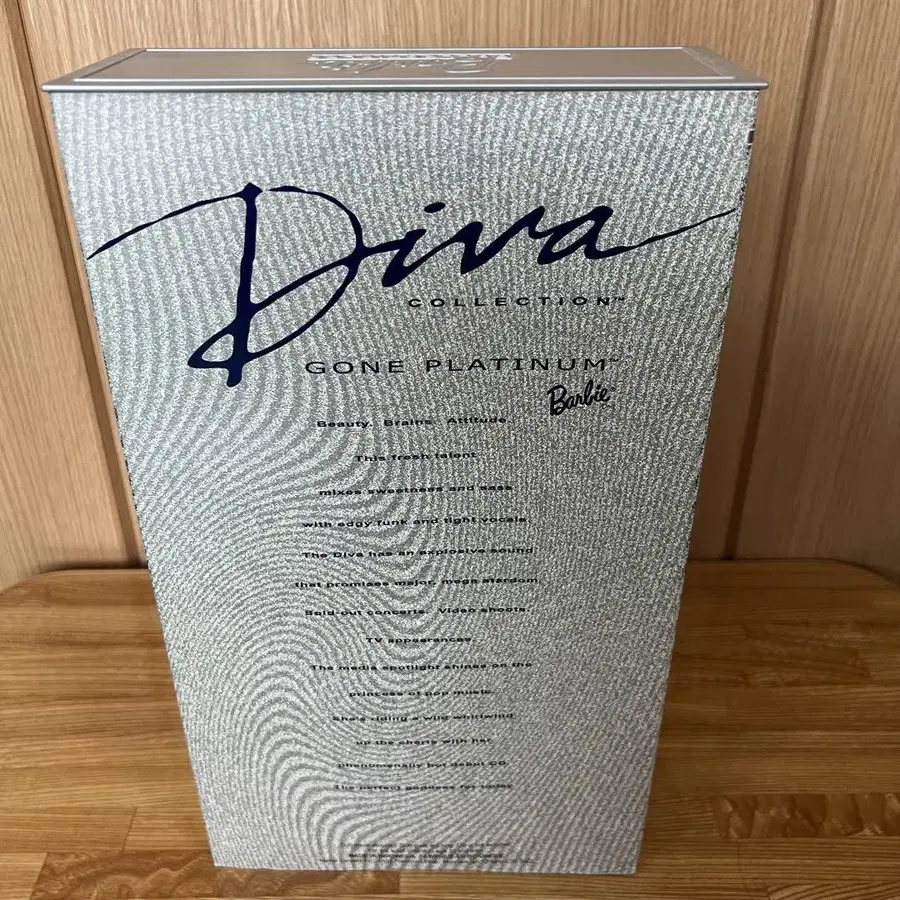 Diva
COLLECTION™
GONE PLATINUM™
Barbie
Beauty. Brains. Attitude.
This fresh talent
mixes sweetness and sass
with edgy funk and tight vocals.
The Diva has an explosive sound
that promises major, mega stardom.
Sold-out concerts. Video shoots.
TV appearances.
The media spotlight shines on the
princess of pop music.
She's riding a wild whirlwind
up the charts with her
debut CD.
The perfect goddess for today